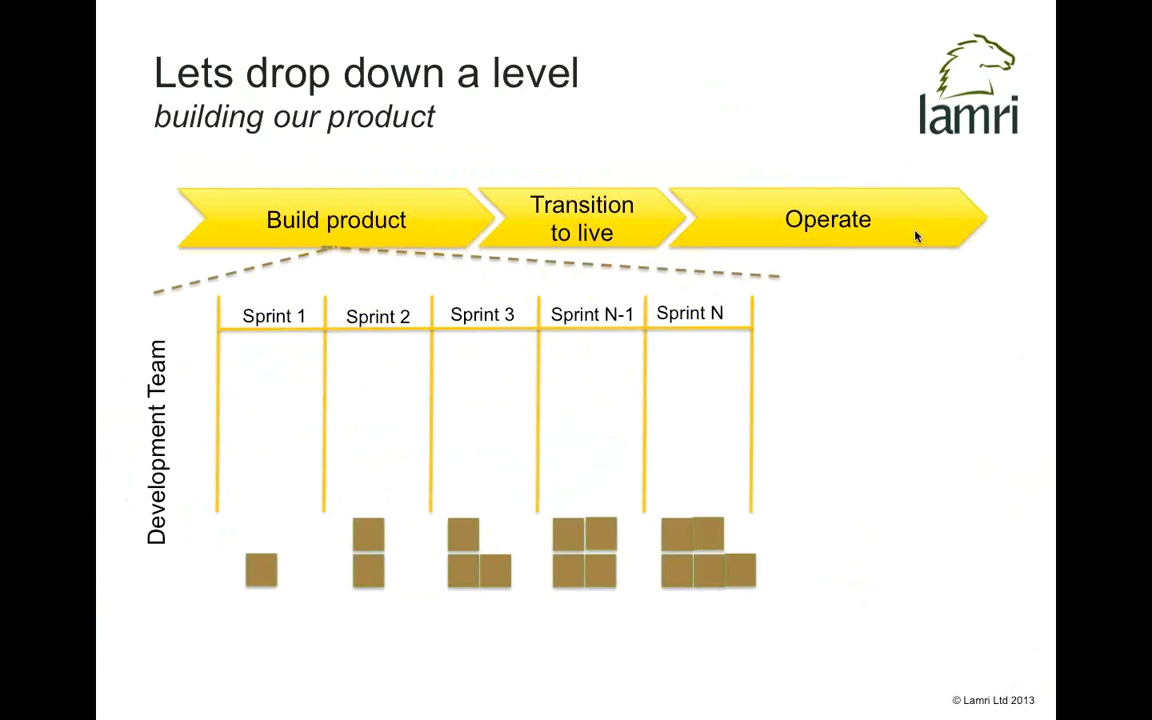 Lets drop down a level
building our product
lamri
Build product
Transition
to live
Operate
Sprint 1
Sprint 2
Sprint 3
Sprint N-1
Sprint N
Development Team
© Lamri Ltd 2013